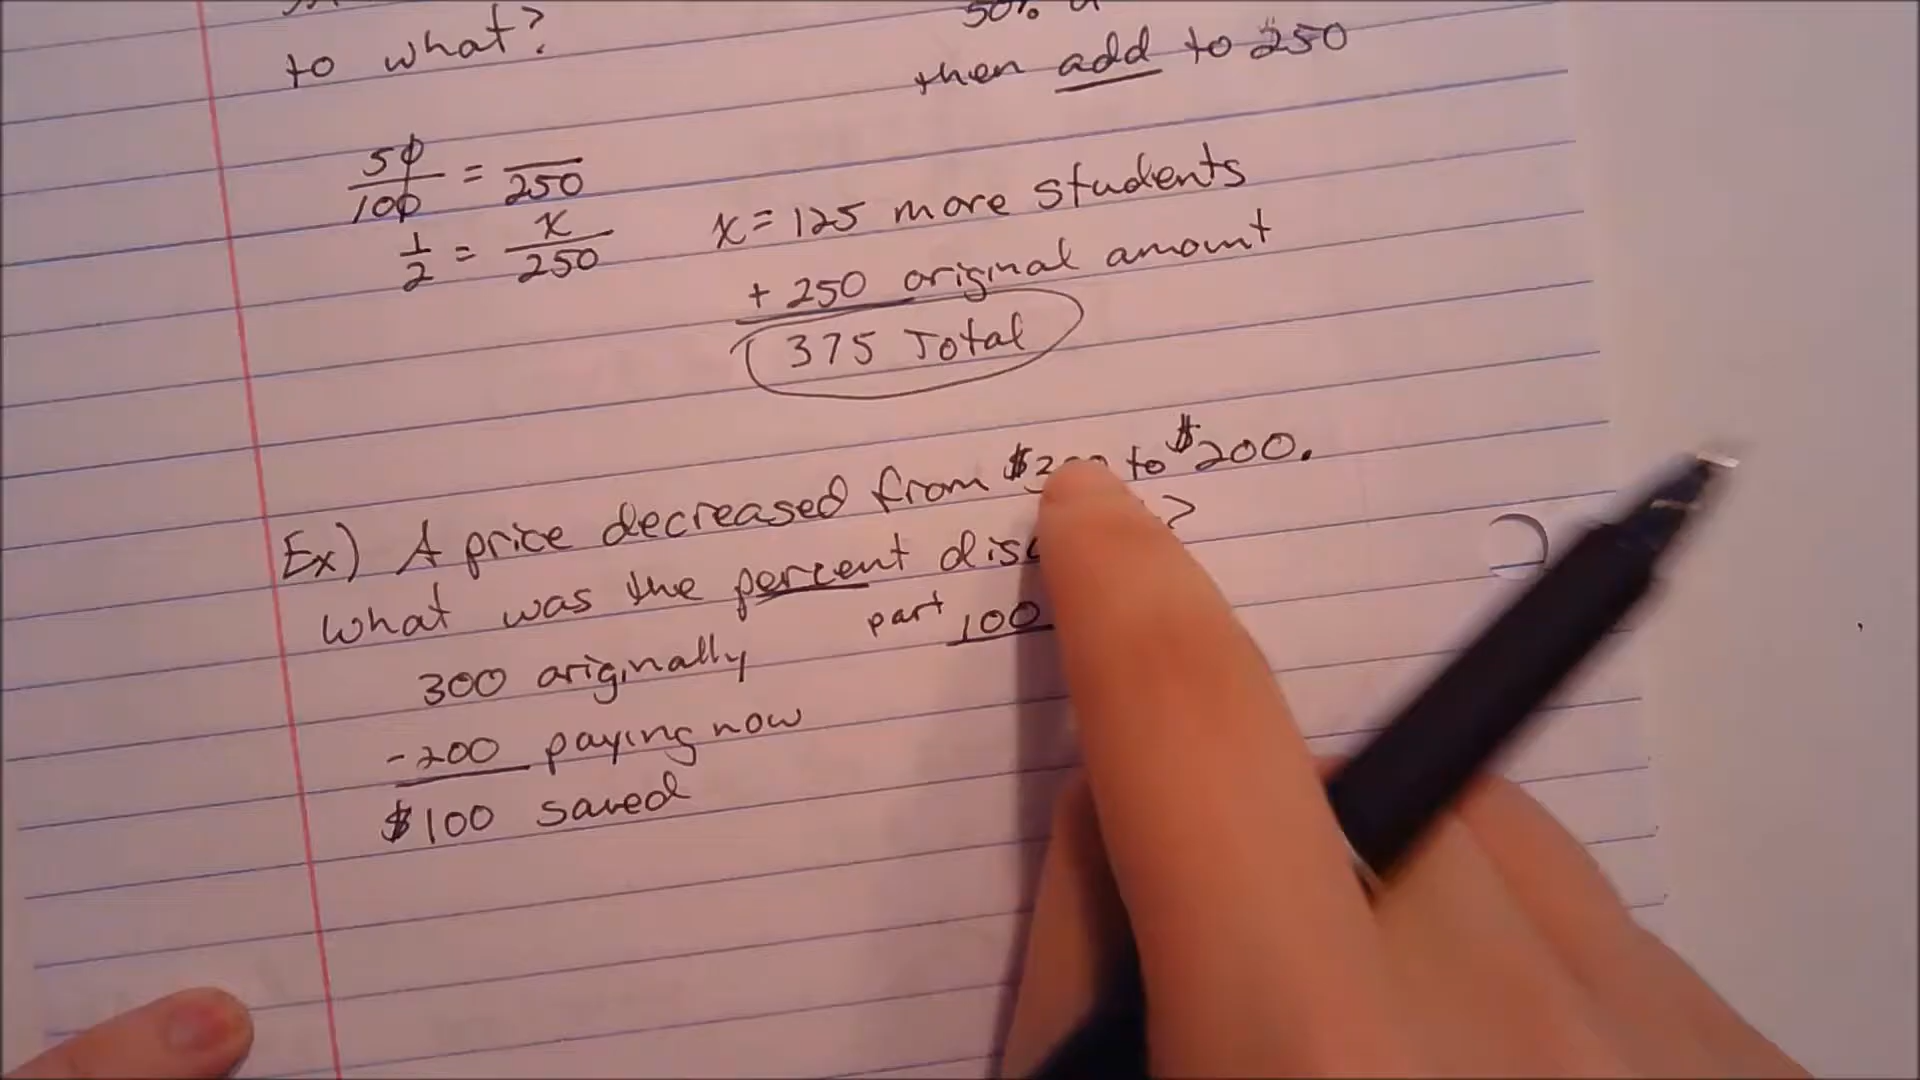 to what?
50%
then add to 250
50/100 = /250
1/2 = x/250
x = 125 more students
+ 250 original amount
375 Total
Ex) A price decreased from $300 to $200.
What was the percent ?
300 originally
part 100
-200 paying now
$100 saved